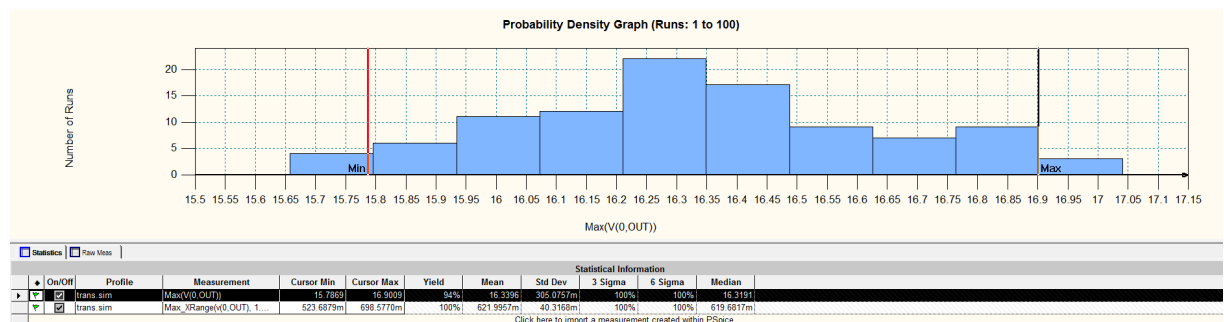 Probability Density Graph (Runs: 1 to 100)
Number of Runs
20
15
10
5
0
Min
Max
15.5 15.55 15.6 15.65 15.7 15.75 15.8 15.85 15.9 15.95 16 16.05 16.1 16.15 16.2 16.25 16.3 16.35 16.4 16.45 16.5 16.55 16.6 16.65 16.7 16.75 16.8 16.85 16.9 16.95 17 17.05 17.1 17.15
Max(V(0,OUT))
Statistics Raw Meas
Statistical Information
On/Off Profile Measurement Cursor Min Cursor Max Yield Mean Std Dev 3 Sigma 6 Sigma Median
trans.sim Max(V(0,OUT)) 15.7869 16.9009 94% 16.3396 305.0757m 100% 100% 16.3191
trans.sim Max_XRange(v(0,OUT), 1.... 523.6879m 698.5770m 100% 621.9957m 40.3168m 100% 100% 619.6817m
Click here to import a measurement created within PSpice